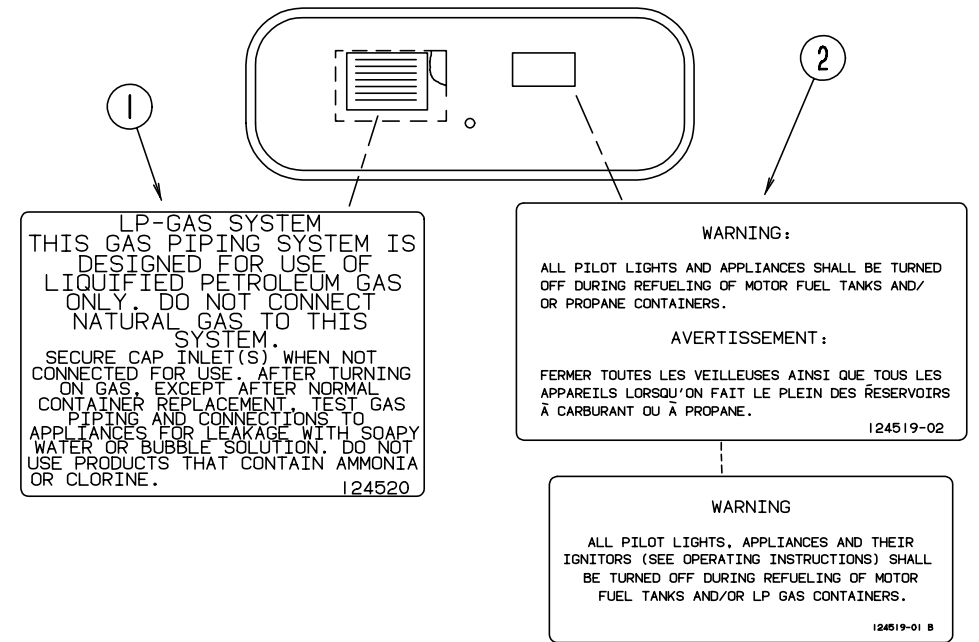 1
2
LP-GAS SYSTEM
THIS GAS PIPING SYSTEM IS
DESIGNED FOR USE OF
LIQUIFIED PETROLEUM GAS
ONLY. DO NOT CONNECT
NATURAL GAS TO THIS
SYSTEM.
SECURE CAP INLET(S) WHEN NOT
CONNECTED FOR USE. AFTER TURNING
ON GAS, EXCEPT AFTER NORMAL
CONTAINER REPLACEMENT, TEST GAS
PIPING AND CONNECTIONS TO
APPLIANCES FOR LEAKAGE WITH SOAPY
WATER OR BUBBLE SOLUTION. DO NOT
USE PRODUCTS THAT CONTAIN AMMONIA
OR CLORINE.
124520
WARNING:
ALL PILOT LIGHTS AND APPLIANCES SHALL BE TURNED
OFF DURING REFUELING OF MOTOR FUEL TANKS AND/
OR PROPANE CONTAINERS.
AVERTISSEMENT:
FERMER TOUTES LES VEILLEUSES AINSI QUE TOUS LES
APPAREILS LORSQU'ON FAIT LE PLEIN DES RESERVOIRS
À CARBURANT OU À PROPANE.
124519-02
WARNING
ALL PILOT LIGHTS, APPLIANCES AND THEIR
IGNITORS (SEE OPERATING INSTRUCTIONS) SHALL
BE TURNED OFF DURING REFUELING OF MOTOR
FUEL TANKS AND/OR LP GAS CONTAINERS.
124519-01 B